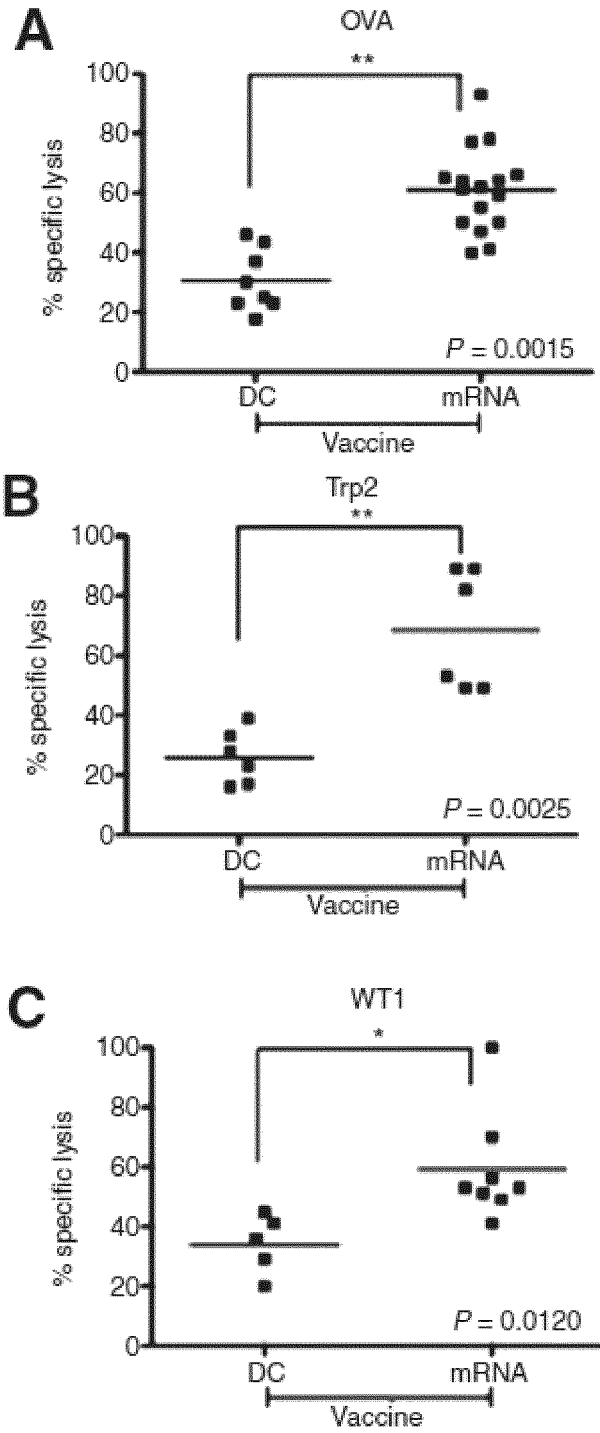 A
OVA
**
100
80
60
40
20
0
% specific lysis
P = 0.0015
DC
mRNA
Vaccine
B
Trp2
**
100
80
60
40
20
0
% specific lysis
P = 0.0025
DC
mRNA
Vaccine
C
WT1
*
100
80
60
40
20
0
% specific lysis
P = 0.0120
DC
mRNA
Vaccine